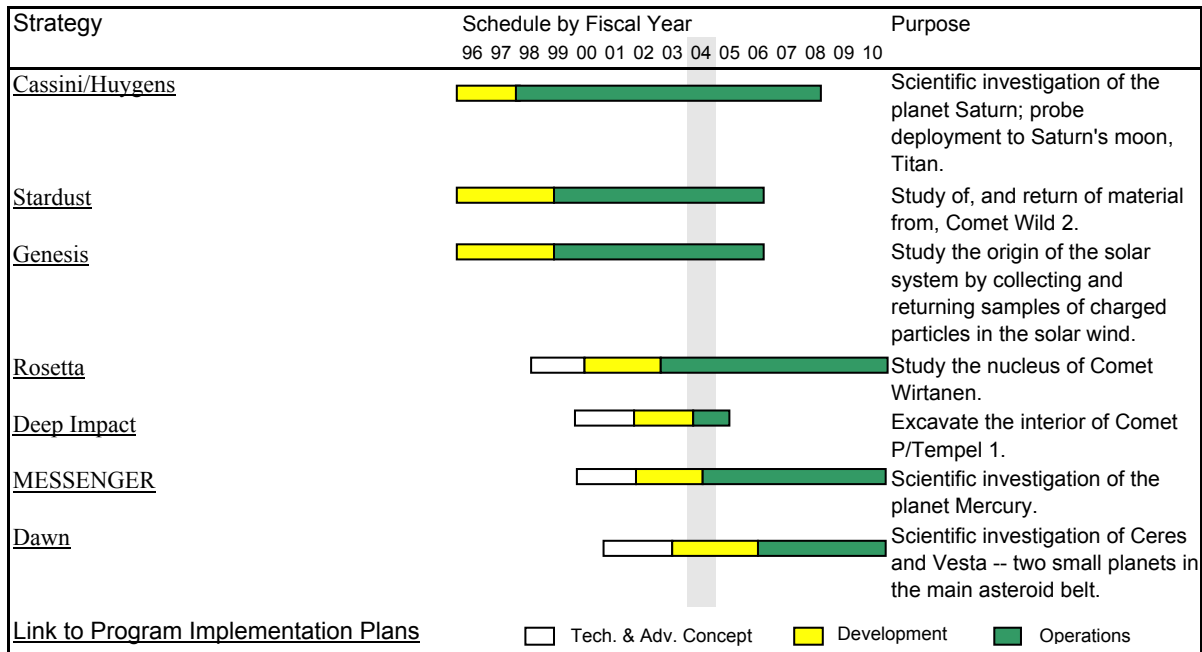 Strategy
Schedule by Fiscal Year
Purpose
96 97 98 99 00 01 02 03 04 05 06 07 08 09 10
Cassini/Huygens
Scientific investigation of the
planet Saturn; probe
deployment to Saturn's moon,
Titan.
Stardust
Study of, and return of material
from, Comet Wild 2.
Genesis
Study the origin of the solar
system by collecting and
returning samples of charged
particles in the solar wind.
Rosetta
Study the nucleus of Comet
Wirtanen.
Deep Impact
Excavate the interior of Comet
P/Tempel 1.
MESSENGER
Scientific investigation of the
planet Mercury.
Dawn
Scientific investigation of Ceres
and Vesta -- two small planets in
the main asteroid belt.
Link to Program Implementation Plans
Tech. & Adv. Concept
Development
Operations